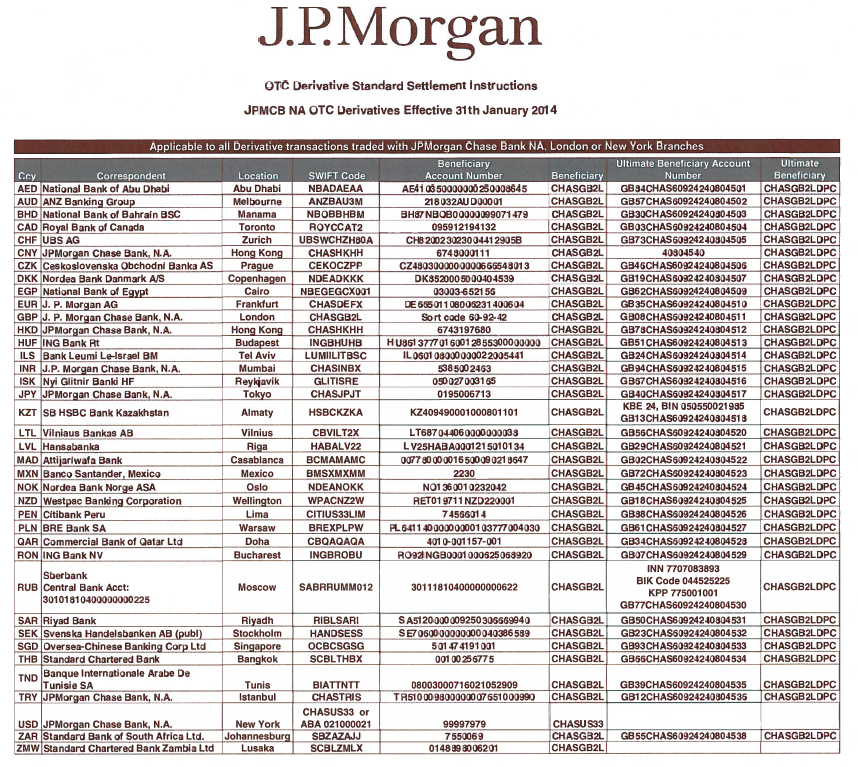 J.P.Morgan
OTC Derivative Standard Settlement Instructions
JPMCB NA OTC Derivatives Effective 31th January 2014
Applicable to all Derivative transactions traded with JPMorgan Chase Bank NA, London or New York Branches
Ccy Correspondent Location SWIFT Code Beneficiary Account Number Beneficiary Ultimate Beneficiary Account Number Ultimate Beneficiary
AED National Bank of Abu Dhabi Abu Dhabi NBADAEAA AE410350000000250008645 CHASGB2L GB84CHAS60924240804501 CHASGB2LDPC
AUD ANZ Banking Group Melbourne ANZBAU3M 218032AUD00001 CHASGB2L GB57CHAS60924240804502 CHASGB2LDPC
BHD National Bank of Bahrain BSC Manama NBOBBHBM BH87NBOB00000099071479 CHASGB2L GB30CHAS60924240804503 CHASGB2LDPC
CAD Royal Bank of Canada Toronto ROYCCAT2 095912194132 CHASGB2L GB03CHAS60924240804504 CHASGB2LDPC
CHF UBS AG Zurich UBSWCHZH80A CH820023023004412905B CHASGB2L GB73CHAS60924240804505 CHASGB2LDPC
CNY JPMorgan Chase Bank, N.A. Hong Kong CHASHKHH 6748000111 CHASGB2L 40804540 CHASGB2LDPC
CZK Ceskoslovenska Obchodni Banka AS Prague CEKOCZPP CZ4803000000000666548013 CHASGB2L GB46CHAS60924240804506 CHASGB2LDPC
DKK Nordea Bank Danmark A/S Copenhagen NDEADKKK DK8520005000404539 CHASGB2L GB19CHAS60924240804507 CHASGB2LDPC
EGP National Bank of Egypt Cairo NBEGEGCX001 03003-652156 CHASGB2L GB62CHAS60924240804509 CHASGB2LDPC
EUR J. P. Morgan AG Frankfurt CHASDEFX DE66501108006231400604 CHASGB2L GB35CHAS60924240804510 CHASGB2LDPC
GBP J. P. Morgan Chase Bank, N.A. London CHASGB2L Sort code 60-92-42 CHASGB2L GB08CHAS60924240804511 CHASGB2LDPC
HKD JPMorgan Chase Bank, N.A. Hong Kong CHASHKHH 6743197680 CHASGB2L GB78CHAS60924240804512 CHASGB2LDPC
HUF ING Bank Rt Budapest INGBHUHB CHASGB2L GB51CHAS60924240804513 CHASGB2LDPC
ILS Bank Leumi Le-Israel BM Tel Aviv LUMIILITBSC IL060108000000022005441 CHASGB2L GB24CHAS60924240804514 CHASGB2LDPC
INR J.P. Morgan Chase Bank, N.A. Mumbai CHASINBX 5385002463 CHASGB2L GB94CHAS60924240804515 CHASGB2LDPC
ISK Nyi Glitnir Banki HF Reykjavik GLITISRE 050027003165 CHASGB2L GB67CHAS60924240804516 CHASGB2LDPC
JPY JPMorgan Chase Bank, N.A. Tokyo CHASJPJT 0195006713 CHASGB2L GB40CHAS60924240804517 CHASGB2LDPC
KZT SB HSBC Bank Kazakhstan Almaty HSBCKZKA KZ409490001000801101 CHASGB2L KBE 24, BIN 050550021985 GB13CHAS60924240804518 CHASGB2LDPC
LTL Vilniaus Bankas AB Vilnius CBVILT2X LT687044060000000038 CHASGB2L GB56CHAS60924240804520 CHASGB2LDPC
LVL Hansabanka Riga HABALV22 LV25HABA0001215010134 CHASGB2L GB29CHAS60924240804521 CHASGB2LDPC
MAD Attijariwafa Bank Casablanca BCMAMAMC CHASGB2L GB02CHAS60924240804522 CHASGB2LDPC
MXN Banco Santander, Mexico Mexico BMSXMXMM 2230 CHASGB2L GB72CHAS60924240804523 CHASGB2LDPC
NOK Nordea Bank Norge ASA Oslo NDEANOKK NO1360010232042 CHASGB2L GB45CHAS60924240804524 CHASGB2LDPC
NZD Westpac Banking Corporation Wellington WPACNZ2W RET019711NZD220001 CHASGB2L GB18CHAS60924240804525 CHASGB2LDPC
PEN Citibank Peru Lima CITIUS33LIM 74566014 CHASGB2L GB88CHAS60924240804526 CHASGB2LDPC
PLN BRE Bank SA Warsaw BREXPLPW PL64114000000000103777004030 CHASGB2L GB61CHAS60924240804527 CHASGB2LDPC
QAR Commercial Bank of Qatar Ltd Doha CBQAQAQA 4010-001157-001 CHASGB2L GB34CHAS60924240804528 CHASGB2LDPC
RON ING Bank NV Bucharest INGBROBU RO92INGB0001000625068920 CHASGB2L GB07CHAS60924240804529 CHASGB2LDPC
RUB Sberbank Central Bank Acct: 30101810400000000225 Moscow SABRRUMM012 30111810400000000622 CHASGB2L INN 7707083893 BIK Code 044525225 KPP 775001001 GB77CHAS60924240804530 CHASGB2LDPC
SAR Riyad Bank Riyadh RIBLSARI SA5120000009250306669940 CHASGB2L GB50CHAS60924240804531 CHASGB2LDPC
SEK Svenska Handelsbanken AB (publ) Stockholm HANDSESS SE7060000000000040386589 CHASGB2L GB23CHAS60924240804532 CHASGB2LDPC
SGD Oversea-Chinese Banking Corp Ltd Singapore OCBCSGSG 501474191001 CHASGB2L GB93CHAS60924240804533 CHASGB2LDPC
THB Standard Chartered Bank Bangkok SCBLTHBX 00100256775 CHASGB2L GB66CHAS60924240804534 CHASGB2LDPC
TND Banque Internationale Arabe De Tunisie SA Tunis BIATTNTT 08003000716021052909 CHASGB2L GB39CHAS60924240804535 CHASGB2LDPC
TRY JPMorgan Chase Bank, N.A. Istanbul CHASTRIS TR510009800000007651000990 CHASGB2L GB12CHAS60924240804536 CHASGB2LDPC
USD JPMorgan Chase Bank, N.A. New York CHASUS33 or ABA 021000021 99997979 CHASUS33
ZAR Standard Bank of South Africa Ltd. Johannesburg SBZAZAJJ 7550069 CHASGB2L GB55CHAS60924240804538 CHASGB2LDPC
ZMW Standard Chartered Bank Zambia Ltd Lusaka SCBLZMLX 0148898006201 CHASGB2L